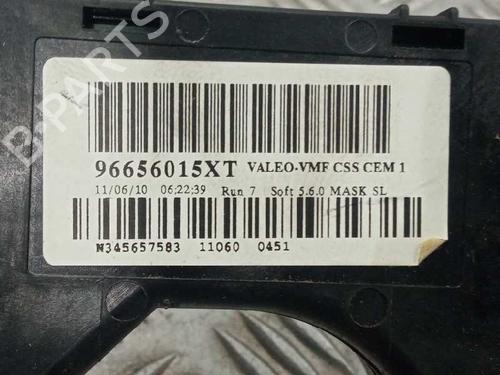 96656015XT VALEO-VMF CSS CEM 1
11/06/10 06:22:39 Run 7 Soft 5.6.0 MASK SL
N345657583 11060 0451
B-PARTS